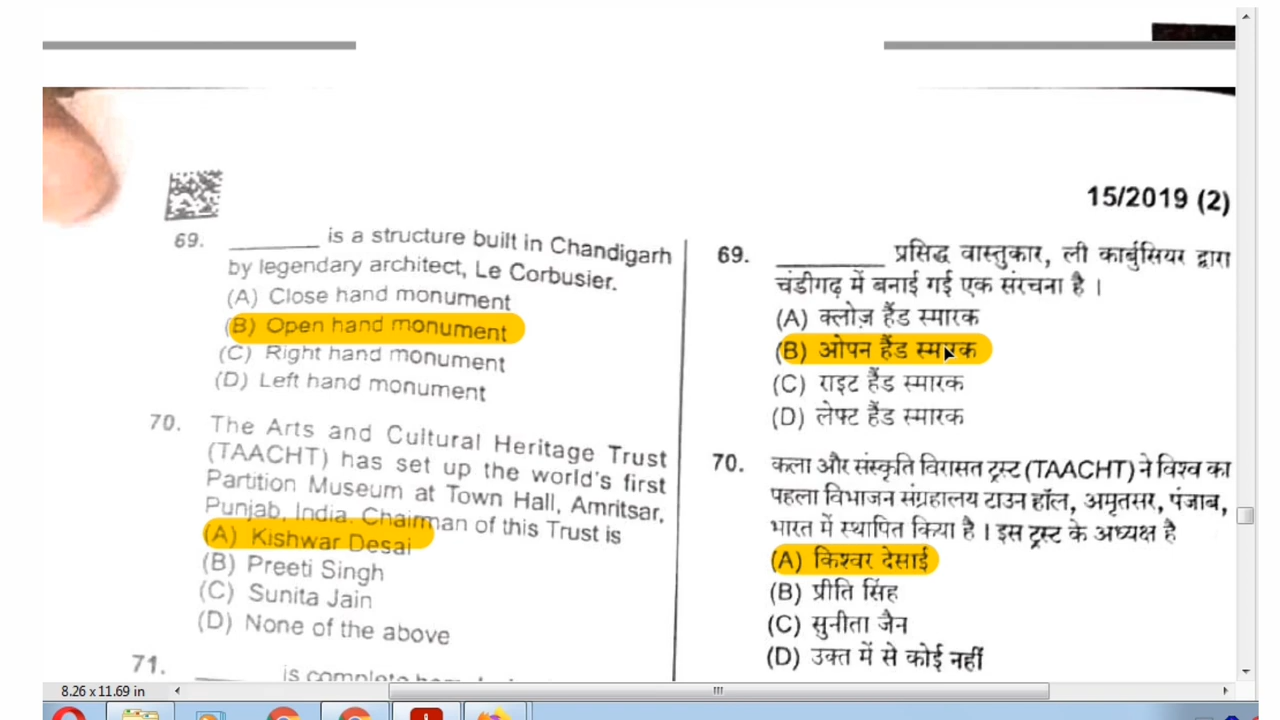 15/2019 (2)
69. ________ is a structure built in Chandigarh
by legendary architect, Le Corbusier.
(A) Close hand monument
(B) Open hand monument
(C) Right hand monument
(D) Left hand monument
70. The Arts and Cultural Heritage Trust
(TAACHT) has set up the world's first
Partition Museum at Town Hall, Amritsar,
Punjab, India. Chairman of this Trust is
(A) Kishwar Desai
(B) Preeti Singh
(C) Sunita Jain
(D) None of the above
71. ________ is complete
69. ________ प्रसिद्ध वास्तुकार, ली कार्बुसियर द्वारा
चंडीगढ़ में बनाई गई एक संरचना है ।
(A) क्लोज़ हैंड स्मारक
(B) ओपन हैंड स्मारक
(C) राइट हैंड स्मारक
(D) लेफ्ट हैंड स्मारक
70. कला और संस्कृति विरासत ट्रस्ट (TAACHT) ने विश्व का
पहला विभाजन संग्रहालय टाउन हॉल, अमृतसर, पंजाब,
भारत में स्थापित किया है । इस ट्रस्ट के अध्यक्ष है
(A) किश्वर देसाई
(B) प्रीति सिंह
(C) सुनीता जैन
(D) उक्त में से कोई नहीं
8.26 x 11.69 in